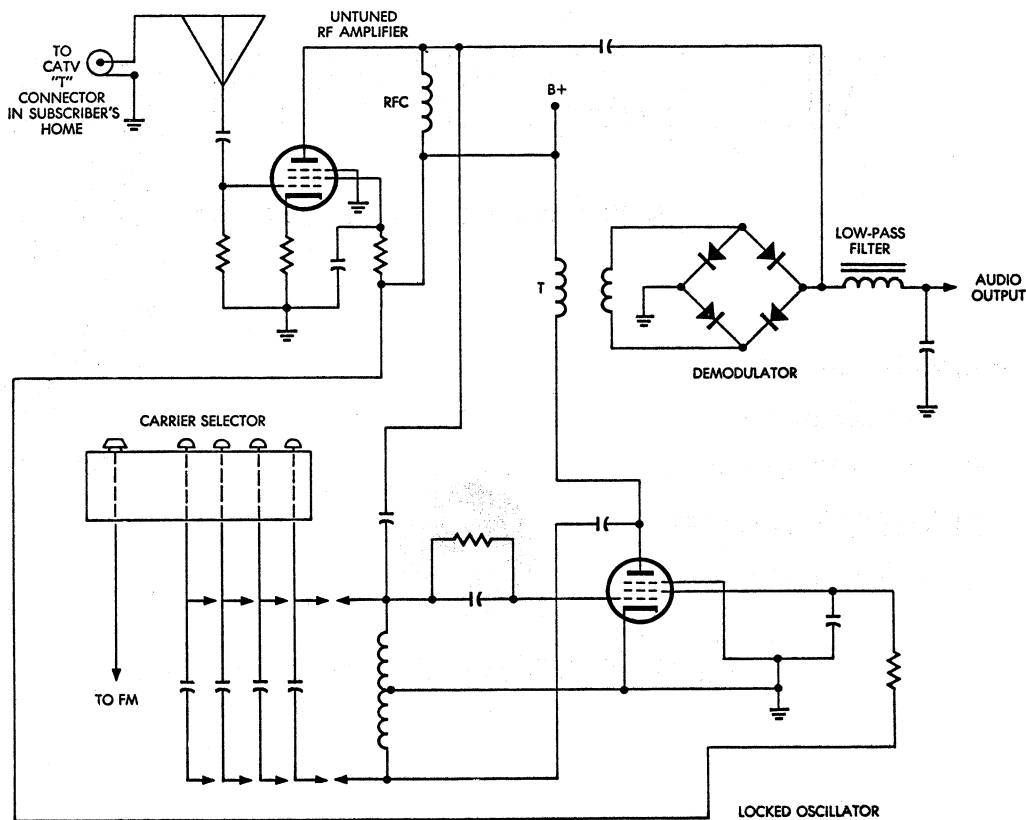 UNTUNED
RF AMPLIFIER
TO
CATV
"T"
CONNECTOR
IN SUBSCRIBER'S
HOME
RFC
B+
T
LOW-PASS
FILTER
AUDIO
OUTPUT
DEMODULATOR
CARRIER SELECTOR
TO FM
LOCKED OSCILLATOR